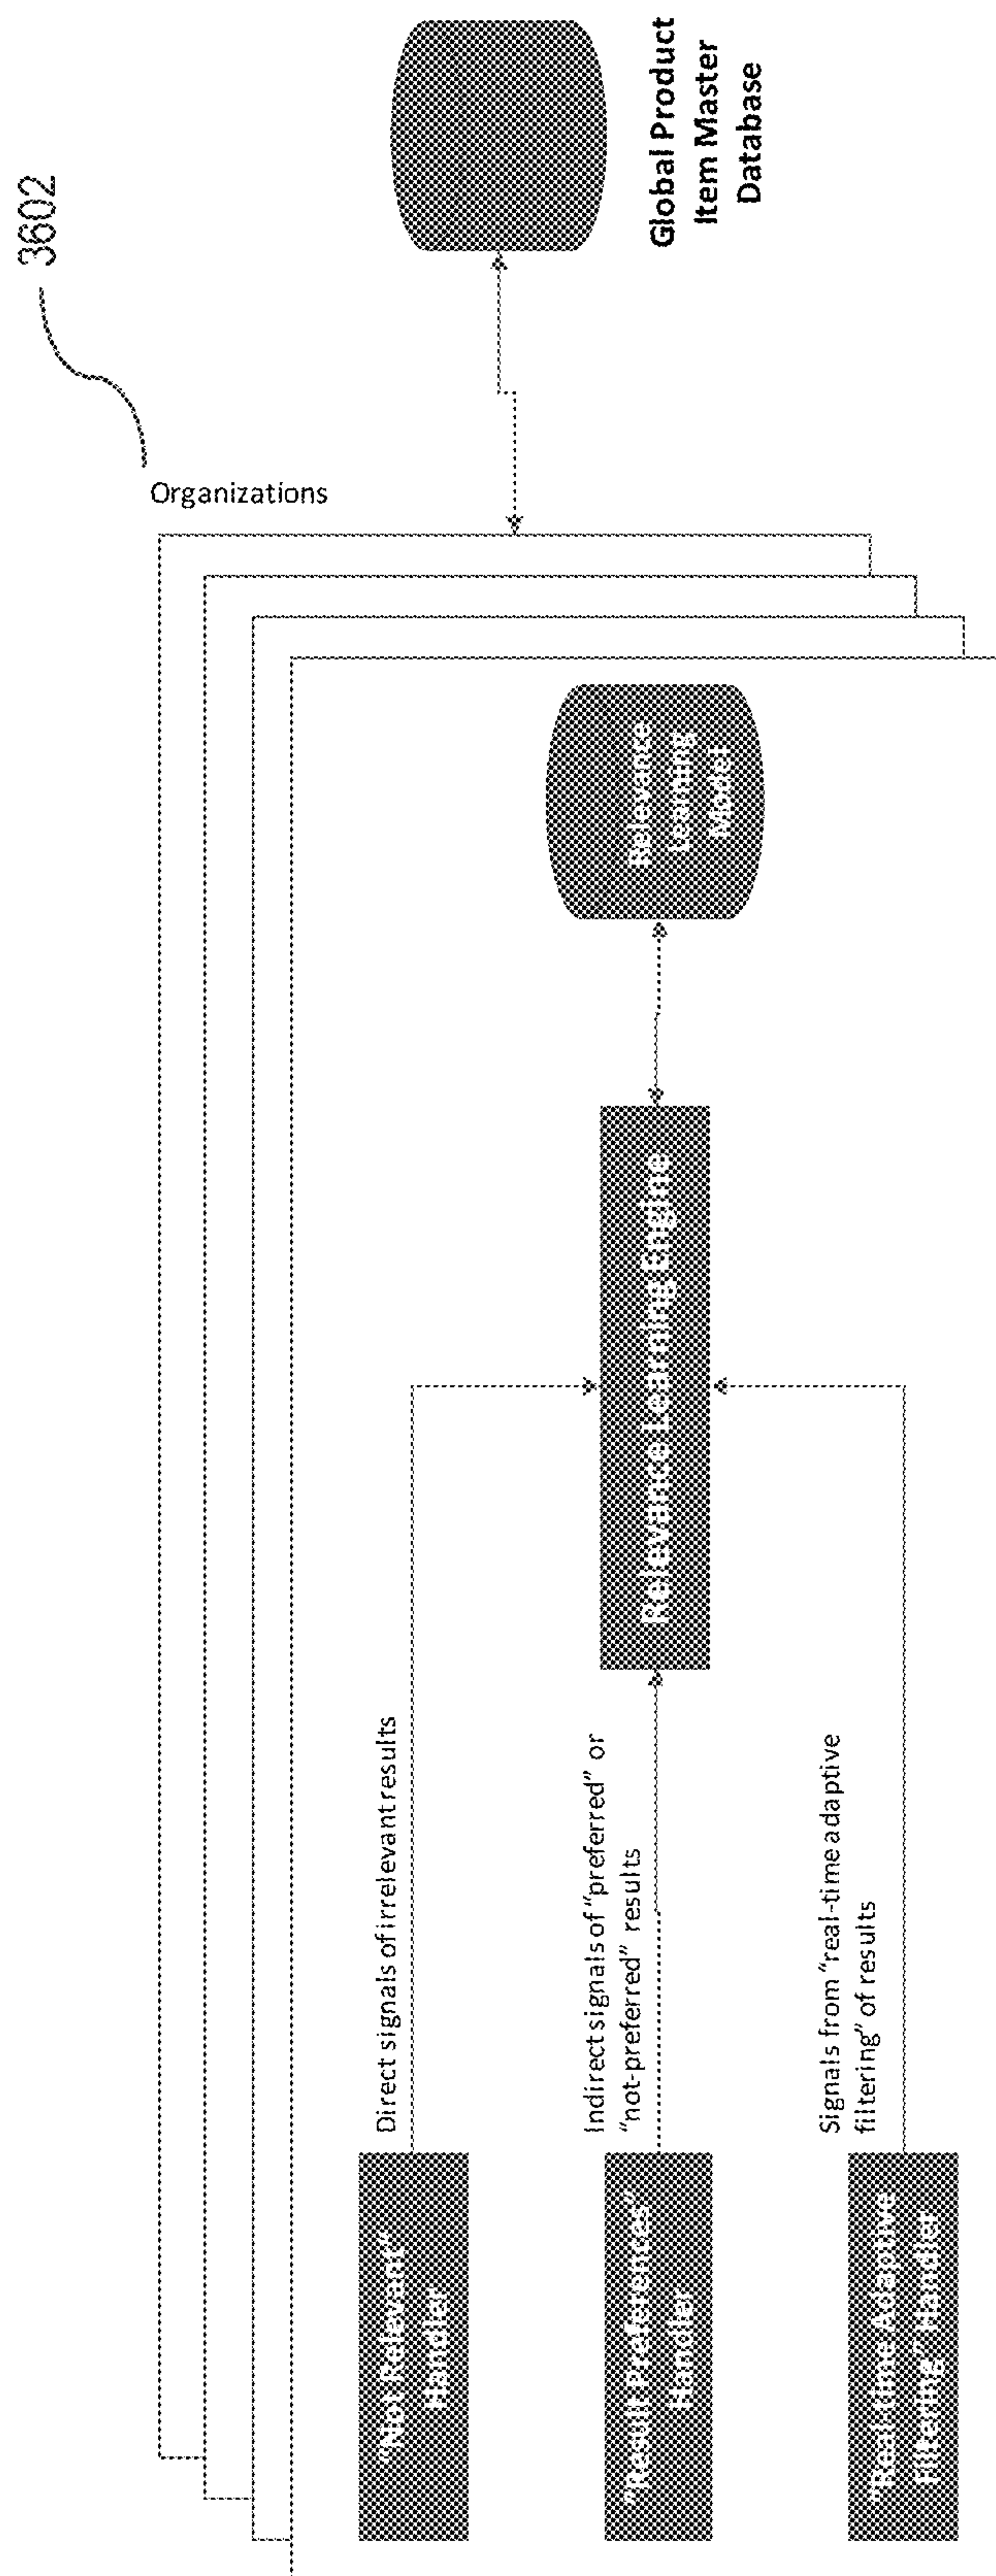 3602
Organizations
Global Product
Item Master
Database
"Not Relevant"
Handler
Direct signals of irrelevant results
"Result Preferences"
Handler
Indirect signals of "preferred" or
"not-preferred" results
Relevance Learning Engine
Relevance
Learning
Model
"Real-time Adaptive
Filtering" Handler
Signals from "real-time adaptive
filtering" of results